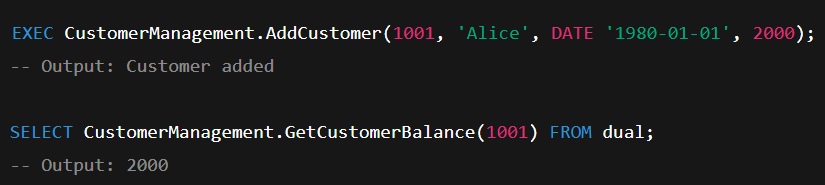 EXEC CustomerManagement.AddCustomer(1001, 'Alice', DATE '1980-01-01', 2000);
-- Output: Customer added
SELECT CustomerManagement.GetCustomerBalance(1001) FROM dual;
-- Output: 2000